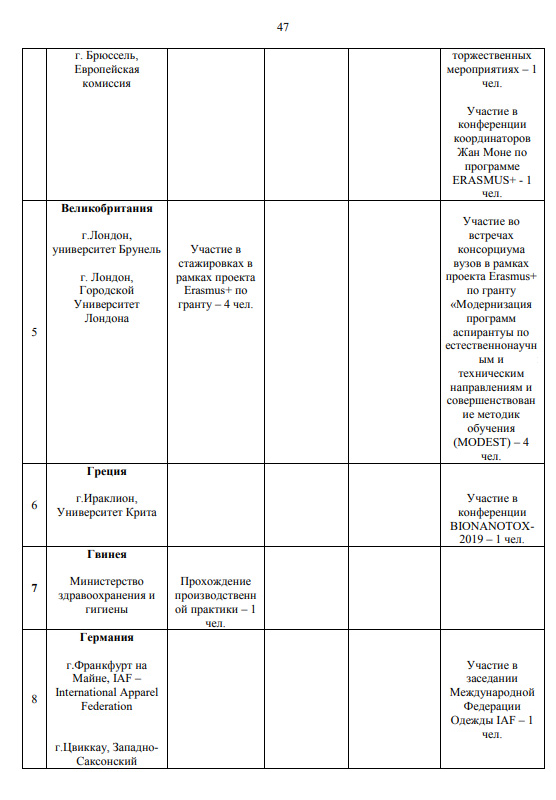 47
г. Брюссель,
Европейская
комиссия
торжественных
мероприятиях – 1
чел.
Участие в
конференции
координаторов
Жан Моне по
программе
ERASMUS+ - 1
чел.
5
Великобритания
г.Лондон,
университет Брунель
г. Лондон,
Городской
Университет
Лондона
Участие в
стажировках в
рамках проекта
Erasmus+ по
гранту – 4 чел.
Участие во
встречах
консорциума
вузов в рамках
проекта Erasmus+
по гранту
«Модернизация
программ
аспирантуы по
естественнонаучн
ым и
техническим
направлениям и
совершенствован
ие методик
обучения
(MODEST) – 4
чел.
6
Греция
г.Ираклион,
Университет Крита
Участие в
конференции
BIONANOTOX-
2019 – 1 чел.
7
Гвинея
Министерство
здравоохранения и
гигиены
Прохождение
производственн
ой практики – 1
чел.
8
Германия
г.Франкфурт на
Майне, IAF –
International Apparel
Federation
г.Цвиккау, Западно-
Саксонский
Участие в
заседании
Международной
Федерации
Одежды IAF – 1
чел.